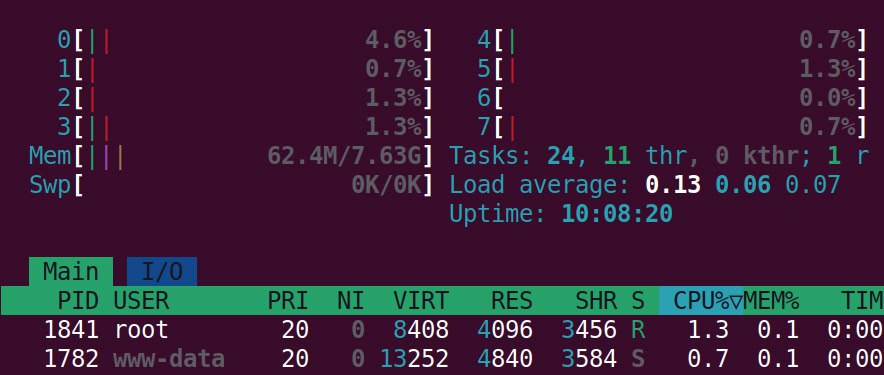 0[|| 4.6%] 4[| 0.7%]
1[| 0.7%] 5[| 1.3%]
2[| 1.3%] 6[ 0.0%]
3[|| 1.3%] 7[| 0.7%]
Mem[||| 62.4M/7.63G] Tasks: 24, 11 thr, 0 kthr; 1 r
Swp[ 0K/0K] Load average: 0.13 0.06 0.07
Uptime: 10:08:20
Main I/O
PID USER PRI NI VIRT RES SHR S CPU%▽MEM% TIM
1841 root 20 0 8408 4096 3456 R 1.3 0.1 0:00
1782 www-data 20 0 13252 4840 3584 S 0.7 0.1 0:00